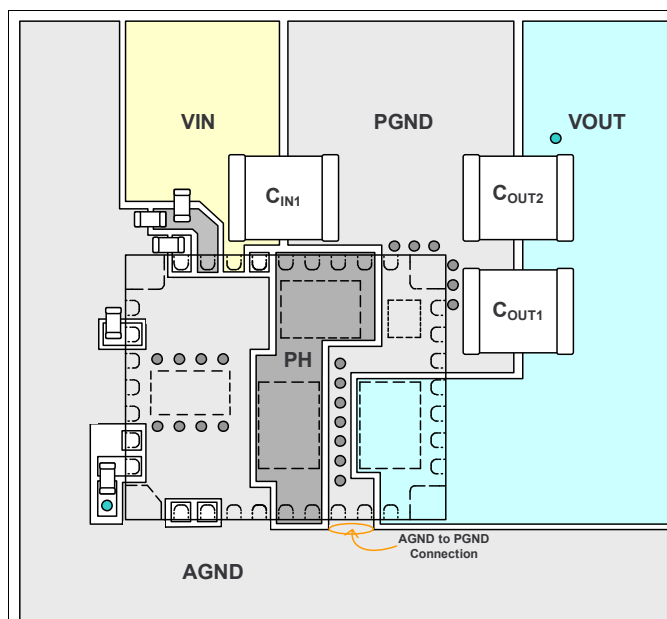 VIN
PGND
VOUT
CIN1
COUT2
COUT1
PH
AGND to PGND
Connection
AGND